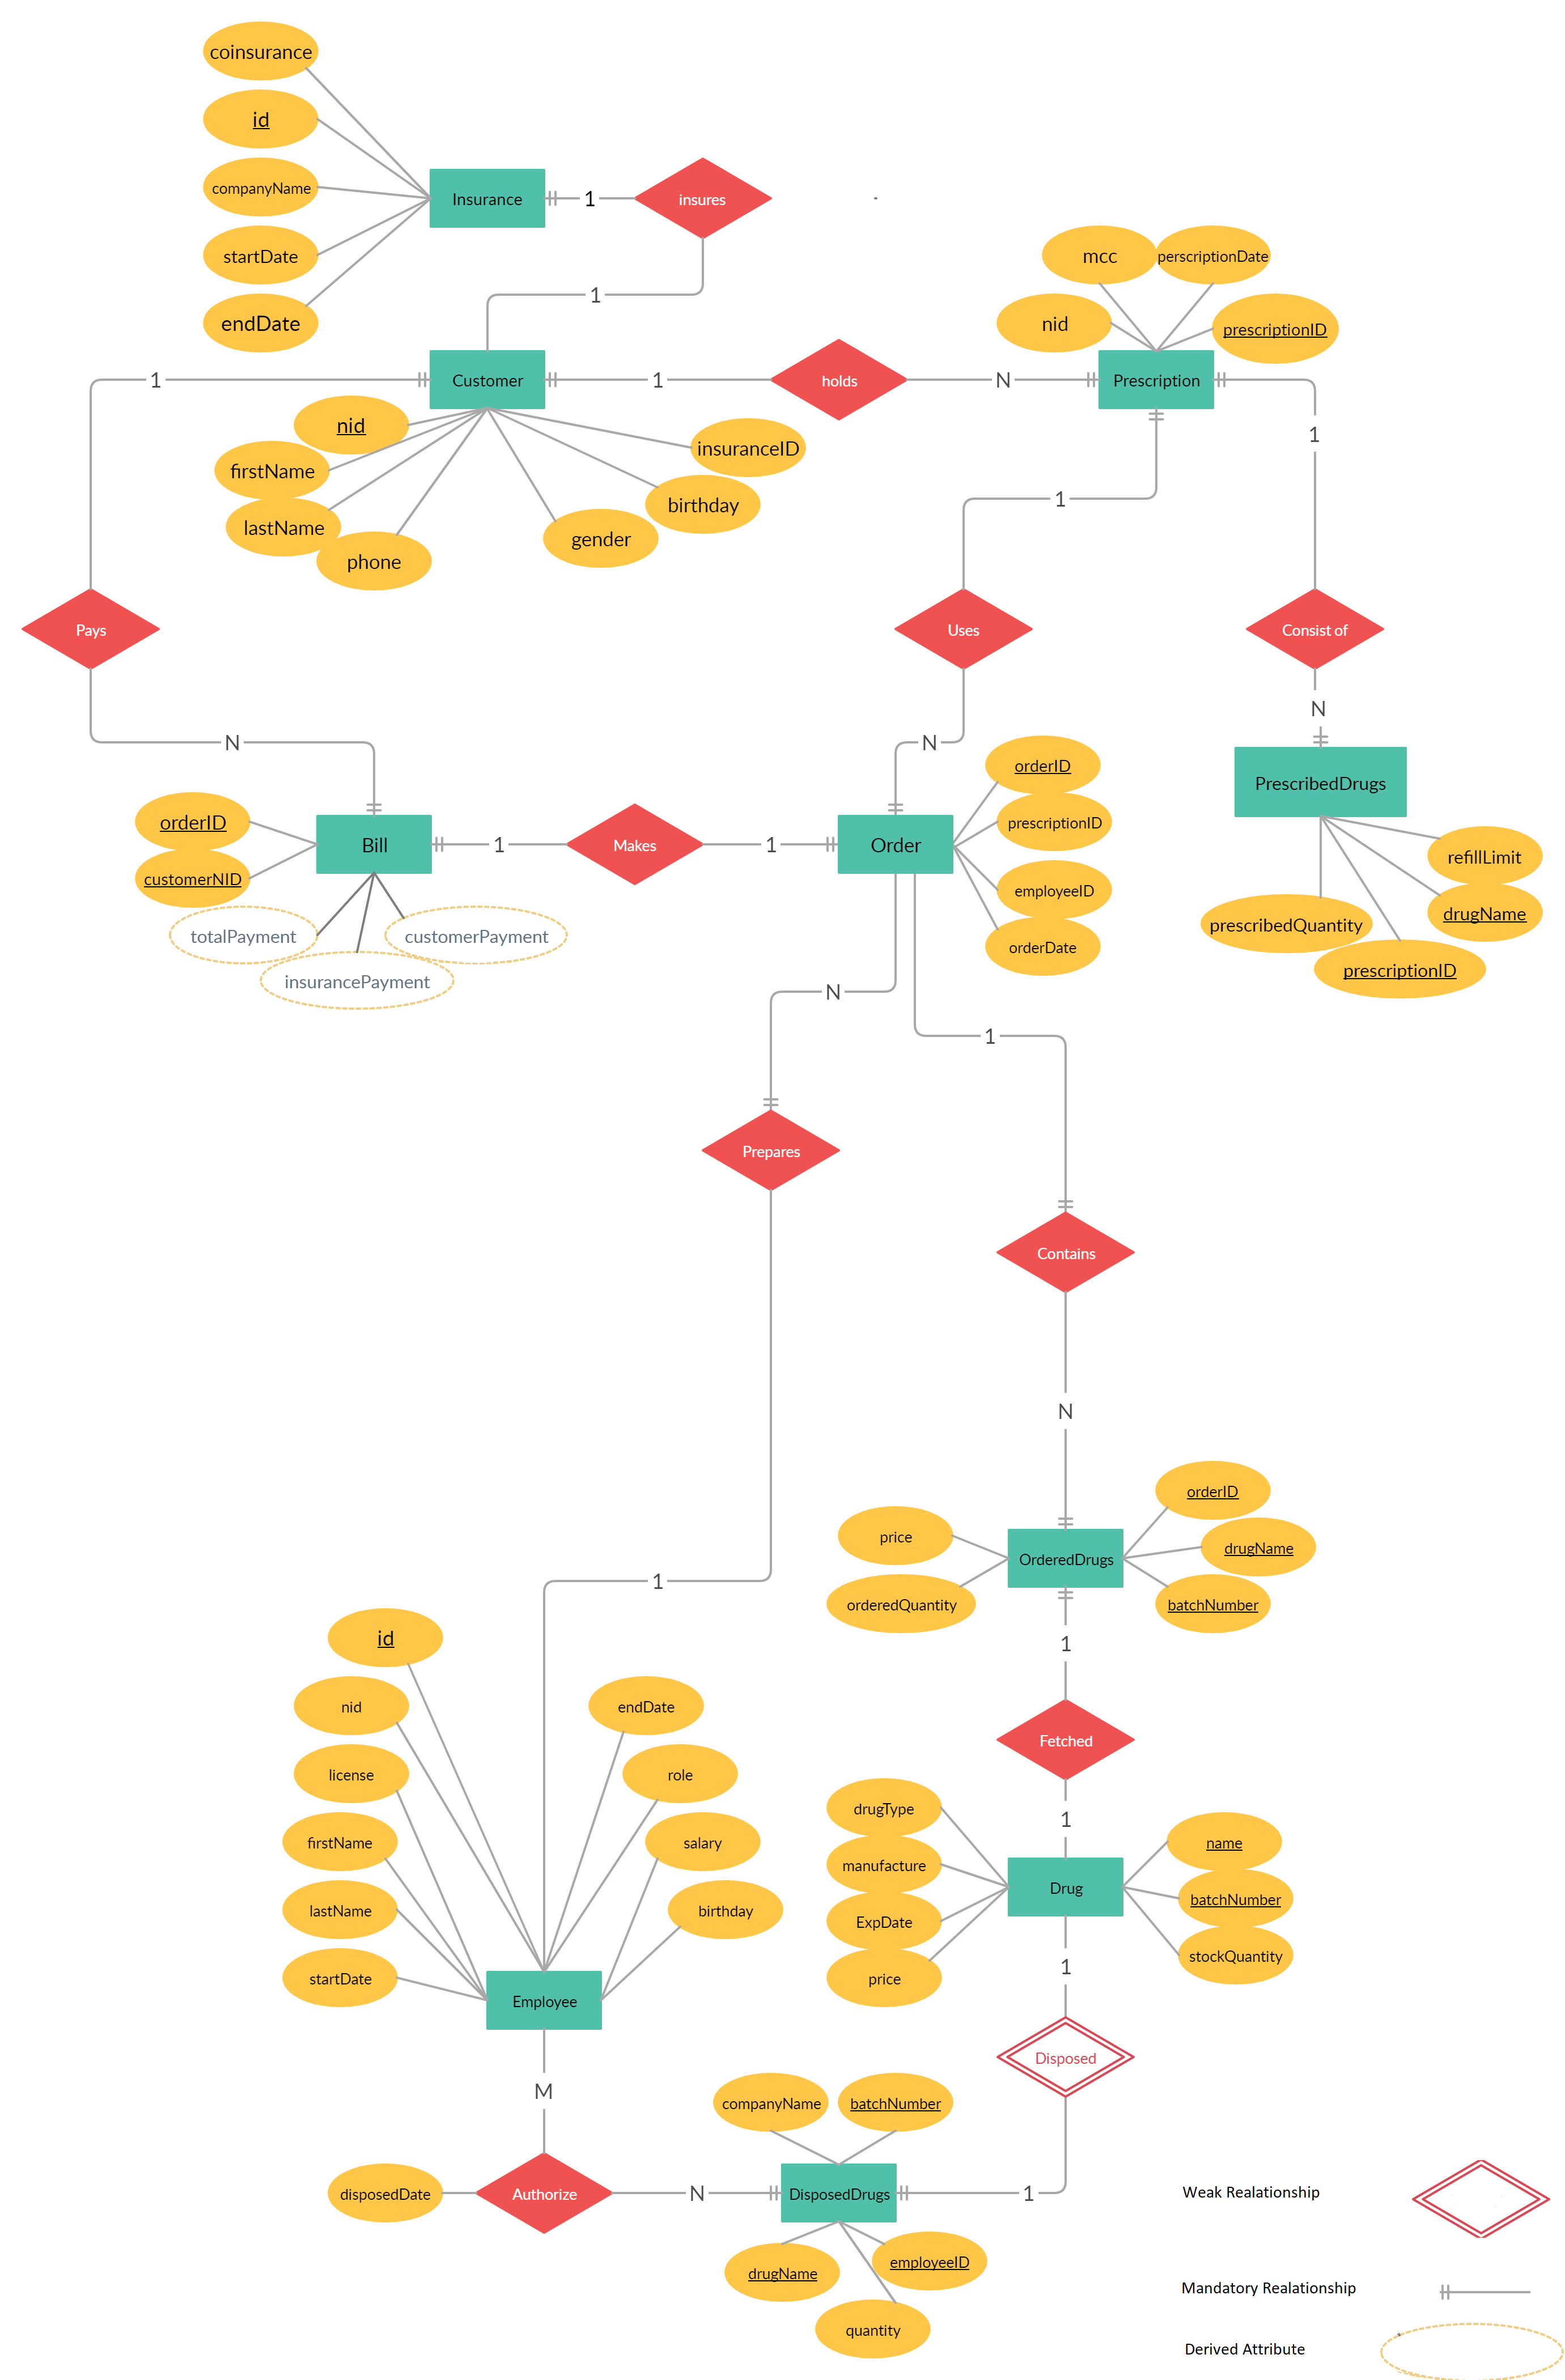 coinsurance
id
companyName
startDate
endDate
Insurance
1
insures
1
mcc
perscriptionDate
nid
prescriptionID
1
Customer
1
holds
N
Prescription
1
nid
firstName
lastName
phone
gender
birthday
insuranceID
1
Pays
Uses
Consist of
N
N
N
orderID
customerNID
Bill
totalPayment
customerPayment
insurancePayment
1
Makes
1
Order
orderID
prescriptionID
employeeID
orderDate
PrescribedDrugs
refillLimit
drugName
prescribedQuantity
prescriptionID
N
1
Prepares
Contains
N
price
orderedQuantity
OrderedDrugs
orderID
drugName
batchNumber
1
1
Fetched
1
id
nid
license
firstName
lastName
startDate
endDate
role
salary
birthday
Employee
drugType
manufacture
ExpDate
price
Drug
name
batchNumber
stockQuantity
1
Disposed
M
companyName
batchNumber
disposedDate
Authorize
N
DisposedDrugs
1
drugName
employeeID
quantity
Weak Realationship
Mandatory Realationship
Derived Attribute